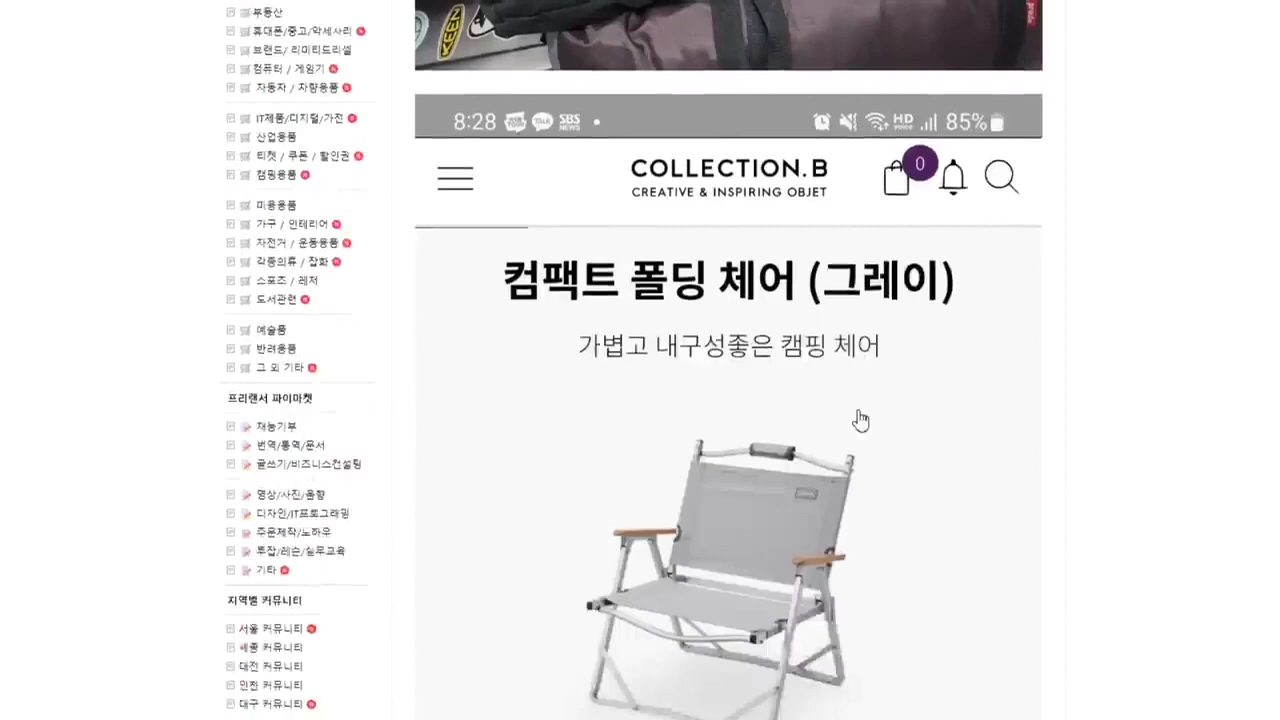 부동산
휴대폰/중고/악세사리
브랜드/ 리미티드리셀
컴퓨터 / 게임기
자동차 / 차량용품
IT제품/디지털/가전
산업용품
티켓 / 쿠폰 / 할인권
캠핑용품
미용용품
가구 / 인테리어
자전거 / 운동용품
각종의류 / 잡화
스포츠 / 레저
도서관련
예술품
반려용품
그 외 기타
프리랜서 파이마켓
재능기부
번역/통역/문서
글쓰기/비즈니스컨설팅
영상/사진/음향
디자인/IT프로그래밍
주문제작/노하우
투잡/레슨/실무교육
기타
지역별 커뮤니티
서울 커뮤니티
세종 커뮤니티
대전 커뮤니티
인천 커뮤니티
대구 커뮤니티
KEEN
8:28 SBS NEWS HD 85%
COLLECTION.B
0
CREATIVE & INSPIRING OBJET
컴팩트 폴딩 체어 (그레이)
가볍고 내구성좋은 캠핑 체어